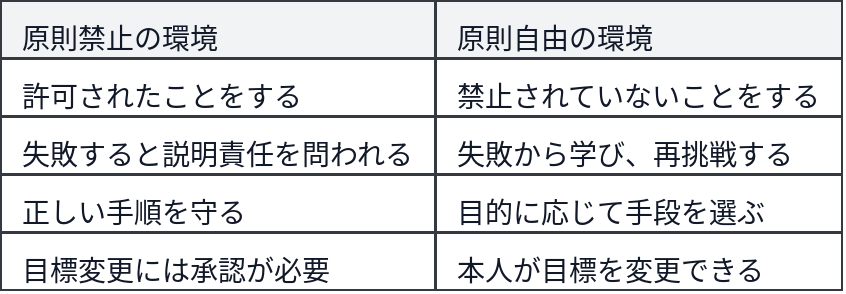 原則禁止の環境
原則自由の環境
許可されたことをする
禁止されていないことをする
失敗すると説明責任を問われる
失敗から学び、再挑戦する
正しい手順を守る
目的に応じて手段を選ぶ
目標変更には承認が必要
本人が目標を変更できる